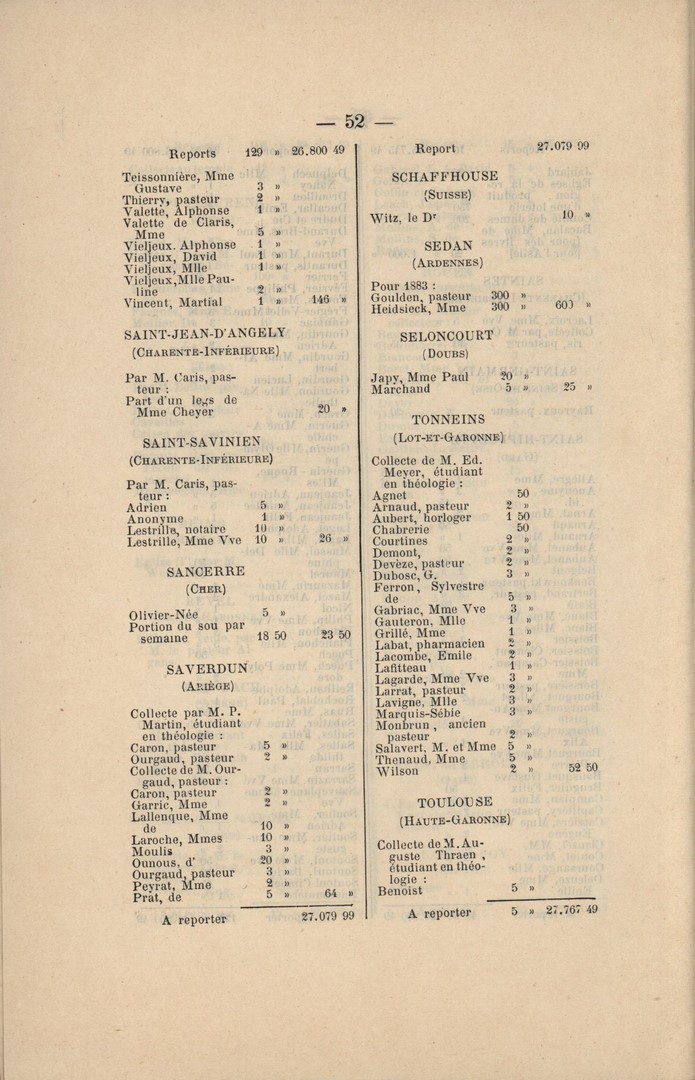 — 52 —
Reports 129 » 26.800 49
Teissonnière, Mme
Gustave 3 »
Thierry, pasteur 2 »
Valette, Alphonse 1 »
Valette de Claris,
Mme 5 »
Vieljeux. Alphonse 1 »
Vieljeux, David 1 »
Vieljeux, Mlle 1 »
Vieljeux, Mlle Pau-
line 2 »
Vincent, Martial 1 » 146 »
SAINT-JEAN-D'ANGELY
(CHARENTE-INFÉRIEURE)
Par M. Caris, pas-
teur :
Part d'un legs de
Mme Cheyer 20 »
SAINT-SAVINIEN
(CHARENTE-INFÉRIEURE)
Par M. Caris, pas-
teur :
Adrien 5 »
Anonyme 1 »
Lestrille, notaire 10 »
Lestrille, Mme Vve 10 » 26 »
SANCERRE
(CHER)
Olivier-Née 5 »
Portion du sou par
semaine 18 50 23 50
SAVERDUN
(ARIÈGE)
Collecte par M. P.
Martin, étudiant
en théologie :
Caron, pasteur 5 »
Ourgaud, pasteur 2 »
Collecte de M. Our-
gaud, pasteur :
Caron, pasteur 2 »
Garric, Mme 2 »
Lallenque, Mme
de 10 »
Laroche, Mmes 10 »
Moulis 3 »
Ounous, d' 20 »
Ourgaud, pasteur 3 »
Peyrat, Mme 2 »
Prat, de 5 » 64 »
A reporter 27.079 99
Report 27.079 99
SCHAFFHOUSE
(SUISSE)
Witz, le Dr 10 »
SEDAN
(ARDENNES)
Pour 1883 :
Goulden, pasteur 300 »
Heidsieck, Mme 300 » 600 »
SELONCOURT
(DOUBS)
Japy, Mme Paul 20 »
Marchand 5 » 25 »
TONNEINS
(LOT-ET-GARONNE)
Collecte de M. Ed.
Meyer, étudiant
en théologie :
Agnet 50
Arnaud, pasteur 2 »
Aubert, horloger 1 50
Chabrerie 50
Courtines 2 »
Demont, 2 »
Devèze, pasteur 2 »
Dubosc, G. 3 »
Ferron, Sylvestre
de 5 »
Gabriac, Mme Vve 3 »
Gauteron, Mlle 1 »
Grillé, Mme 1 »
Labat, pharmacien 2 »
Lacombe, Emile 2 »
Lafitteau 1 »
Lagarde, Mme Vve 3 »
Larrat, pasteur 2 »
Lavigne, Mlle 3 »
Marquis-Sébie 3 »
Monbrun, ancien
pasteur 2 »
Salavert, M. et Mme 5 »
Thenaud, Mme 5 »
Wilson 2 » 52 50
TOULOUSE
(HAUTE-GARONNE)
Collecte de M. Au-
guste Thraen,
étudiant en théo-
logie :
Benoist 5 »
A reporter 5 » 27.767 49